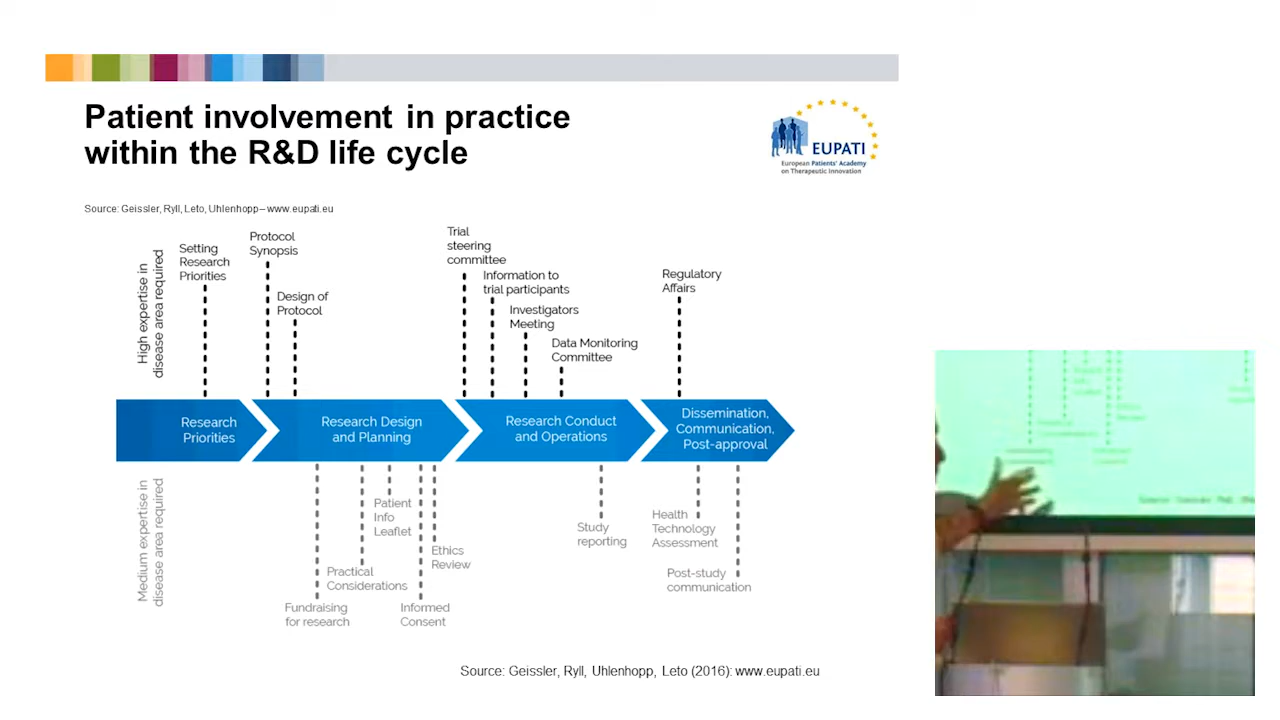 Patient involvement in practice
within the R&D life cycle
EUPATI
European Patients' Academy
on Therapeutic Innovation
Source: Geissler, Ryll, Leto, Uhlenhopp – www.eupati.eu
High expertise in
disease area required
Setting
Research
Priorities
Protocol
Synopsis
Design of
Protocol
Trial
steering
committee
Information to
trial participants
Investigators
Meeting
Data Monitoring
Committee
Regulatory
Affairs
Research
Priorities
Research Design
and Planning
Research Conduct
and Operations
Dissemination,
Communication,
Post-approval
Medium expertise in
disease area required
Fundraising
for research
Practical
Considerations
Patient
Info
Leaflet
Informed
Consent
Ethics
Review
Study
reporting
Health
Technology
Assessment
Post-study
communication
Source: Geissler, Ryll, Uhlenhopp, Leto (2016): www.eupati.eu